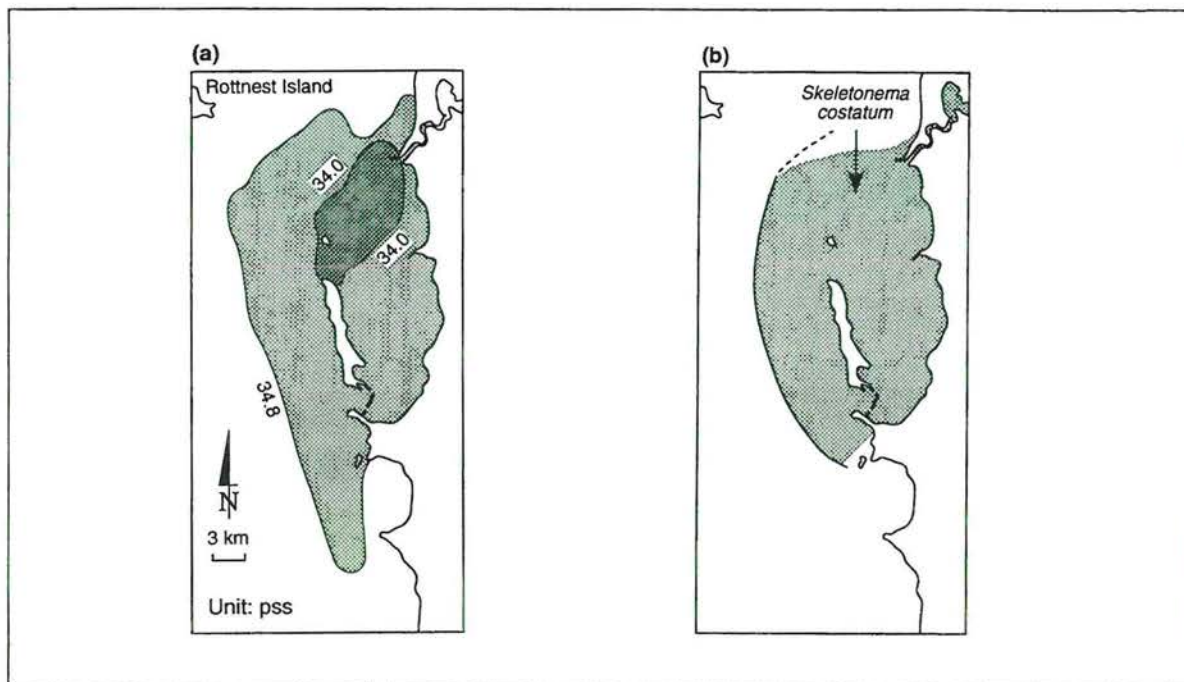 (a)
Rottnest Island
34.0
34.0
34.8
N
3 km
Unit: pss
(b)
Skeletonema
costatum